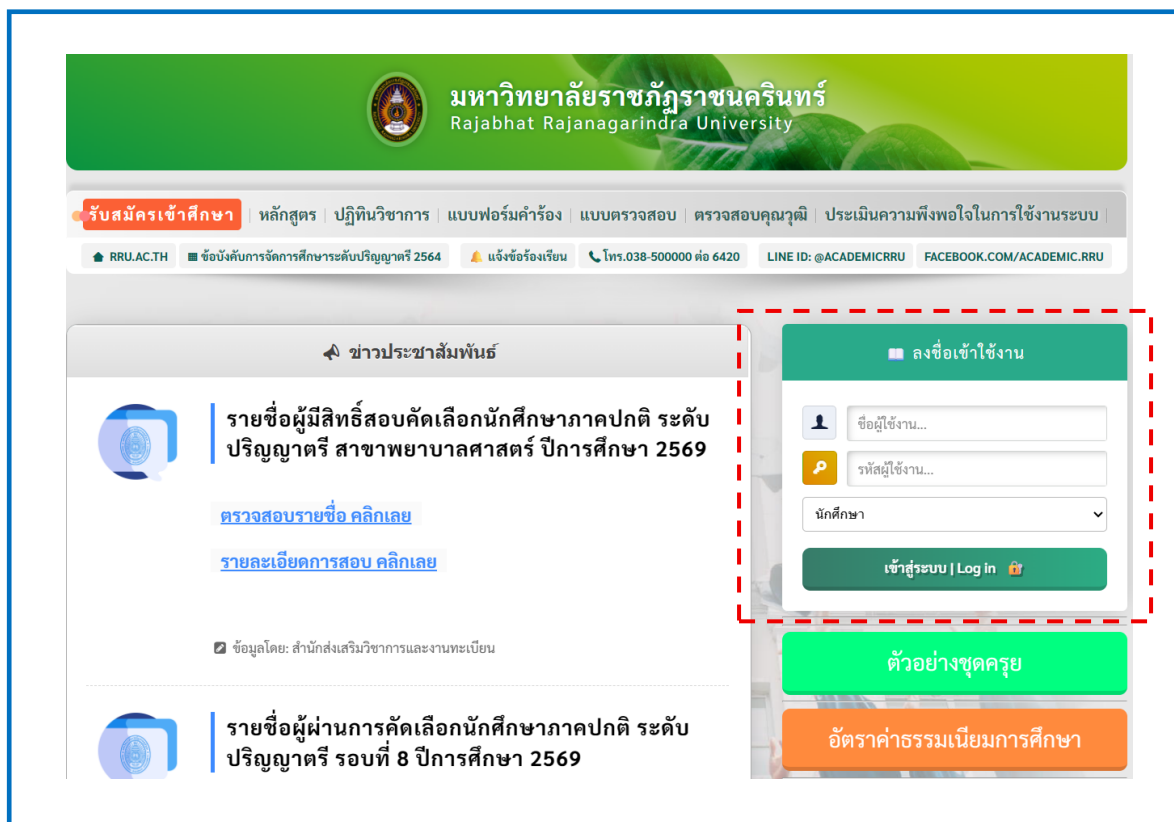 มหาวิทยาลัยราชภัฏราชนครินทร์
Rajabhat Rajanagarindra University
รับสมัครเข้าศึกษา | หลักสูตร | ปฏิทินวิชาการ | แบบฟอร์มคำร้อง | แบบตรวจสอบ | ตรวจสอบคุณวุฒิ | ประเมินความพึงพอใจในการใช้งานระบบ |
RRU.AC.TH ข้อบังคับการจัดการศึกษาระดับปริญญาตรี 2564 แจ้งข้อร้องเรียน โทร.038-500000 ต่อ 6420 LINE ID: @ACADEMICRRU FACEBOOK.COM/ACADEMIC.RRU
ข่าวประชาสัมพันธ์
รายชื่อผู้มีสิทธิ์สอบคัดเลือกนักศึกษาภาคปกติ ระดับ
ปริญญาตรี สาขาพยาบาลศาสตร์ ปีการศึกษา 2569
ตรวจสอบรายชื่อ คลิกเลย
รายละเอียดการสอบ คลิกเลย
ข้อมูลโดย: สำนักส่งเสริมวิชาการและงานทะเบียน
รายชื่อผู้ผ่านการคัดเลือกนักศึกษาภาคปกติ ระดับ
ปริญญาตรี รอบที่ 8 ปีการศึกษา 2569
ลงชื่อเข้าใช้งาน
ชื่อผู้ใช้งาน...
รหัสผู้ใช้งาน...
นักศึกษา
เข้าสู่ระบบ | Log in
ตัวอย่างชุดครุย
อัตราค่าธรรมเนียมการศึกษา